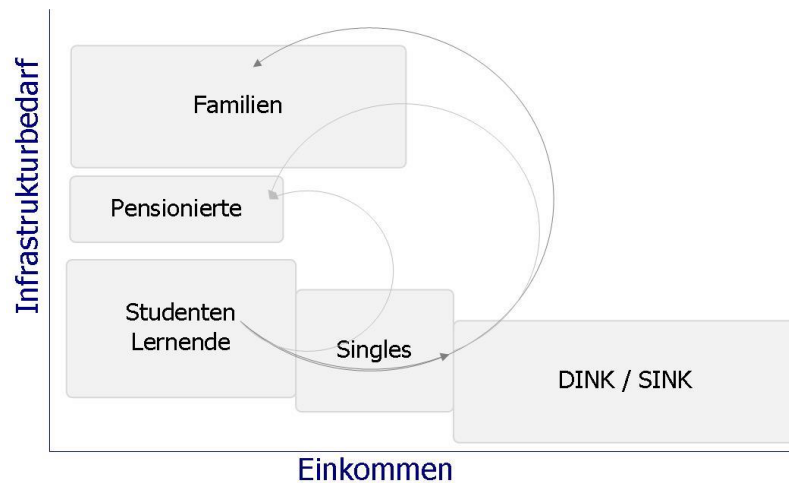 Infrastrukturbedarf
Familien
Pensionierte
Studenten
Lernende
Singles
DINK / SINK
Einkommen